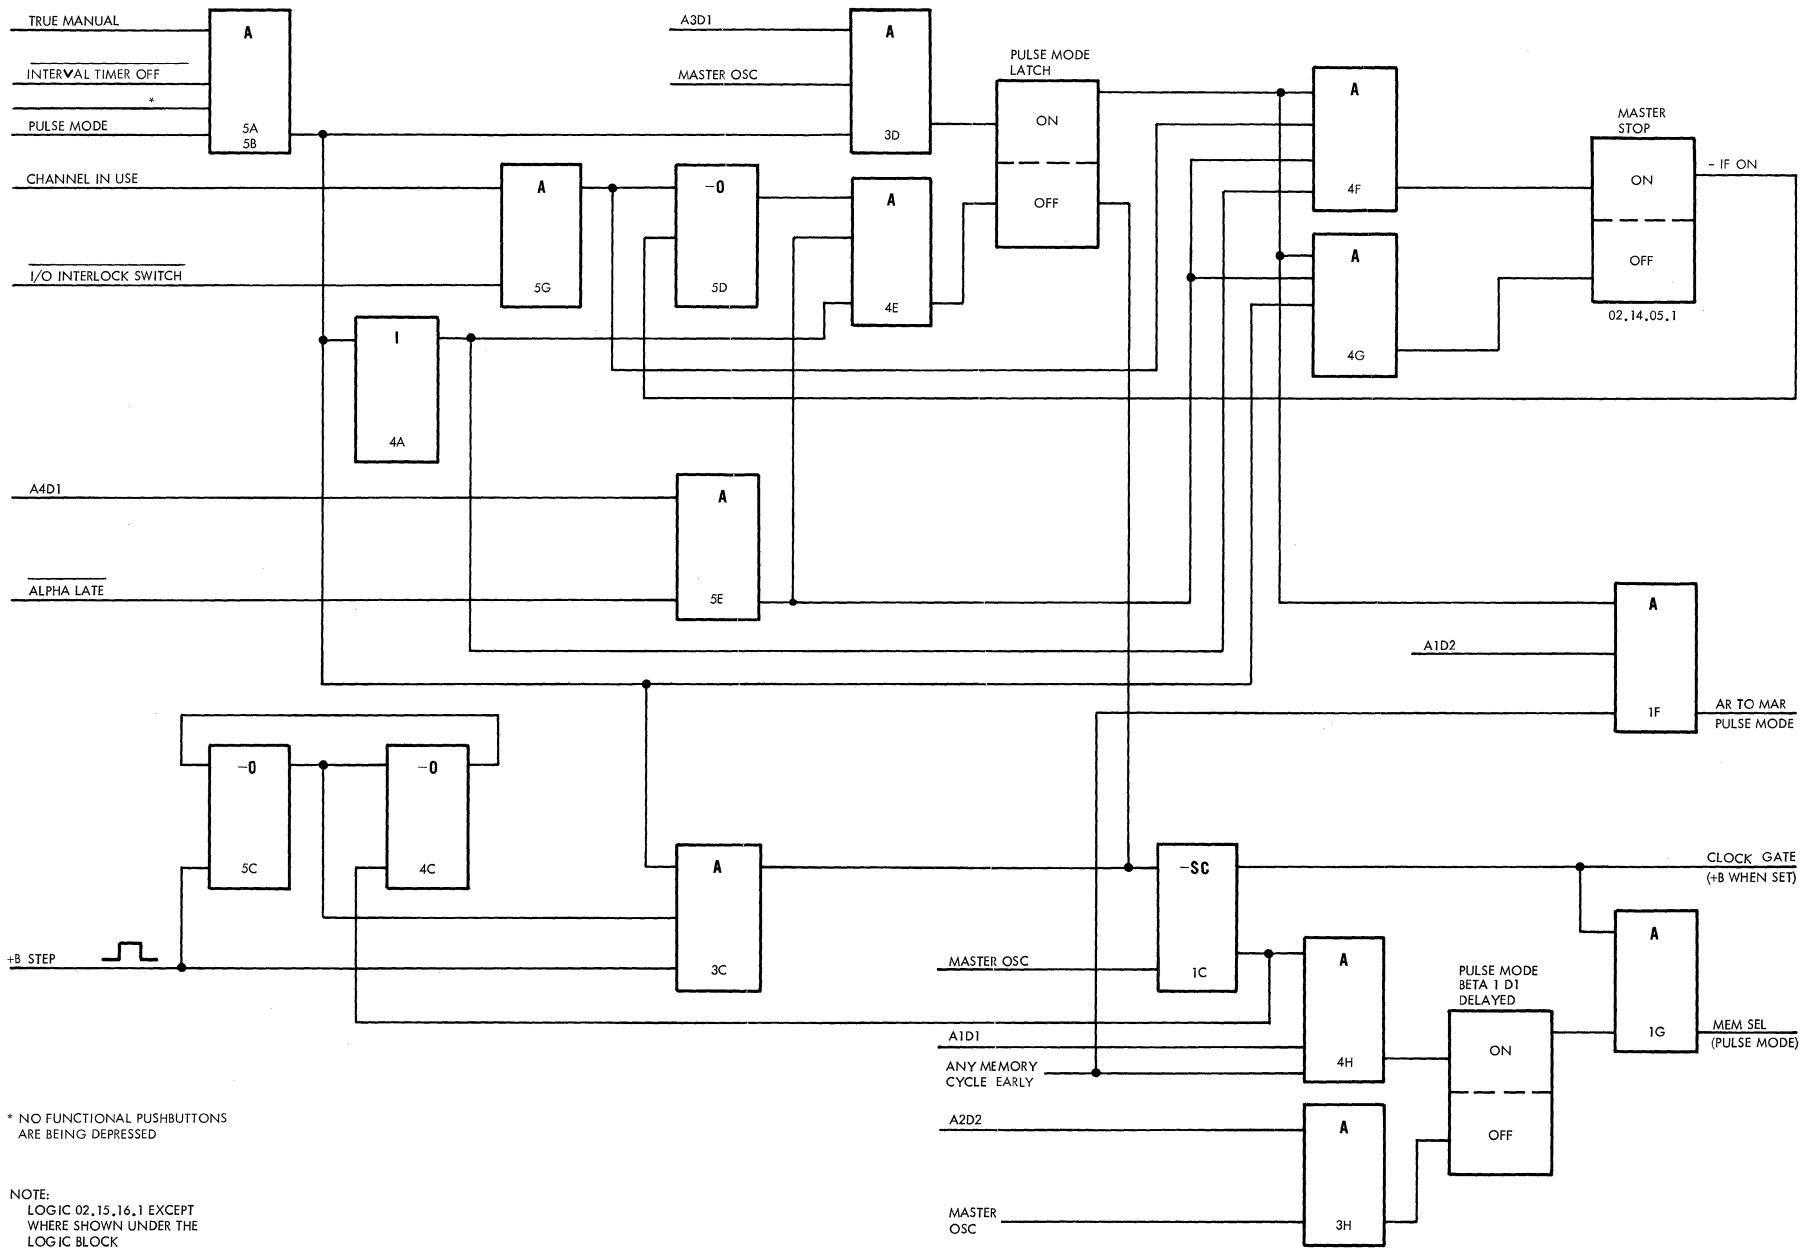 TRUE MANUAL
A
INTERVAL TIMER OFF
*
PULSE MODE
5A
5B
A3D1
A
MASTER OSC
3D
PULSE MODE
LATCH
ON
OFF
A
4F
MASTER
STOP
ON
OFF
02.14.05.1
- IF ON
CHANNEL IN USE
A
I/O INTERLOCK SWITCH
5G
-O
5D
A
4E
A
4G
I
4A
A4D1
A
ALPHA LATE
5E
A
A1D2
1F
AR TO MAR
PULSE MODE
-O
5C
-O
4C
A
3C
+B STEP
-SC
1C
MASTER OSC
CLOCK GATE
(+B WHEN SET)
A
1G
MEM SEL
(PULSE MODE)
A
4H
A1D1
ANY MEMORY
CYCLE EARLY
PULSE MODE
BETA 1 D1
DELAYED
ON
OFF
A2D2
A
3H
MASTER
OSC
* NO FUNCTIONAL PUSHBUTTONS
ARE BEING DEPRESSED
NOTE:
LOGIC 02.15.16.1 EXCEPT
WHERE SHOWN UNDER THE
LOGIC BLOCK